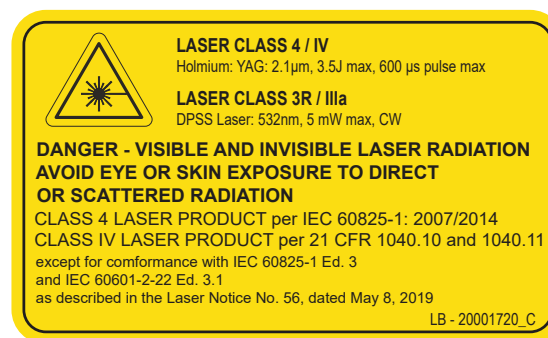 LASER CLASS 4 / IV
Holmium: YAG: 2.1µm, 3.5J max, 600 µs pulse max
LASER CLASS 3R / IIIa
DPSS Laser: 532nm, 5 mW max, CW
DANGER - VISIBLE AND INVISIBLE LASER RADIATION
AVOID EYE OR SKIN EXPOSURE TO DIRECT
OR SCATTERED RADIATION
CLASS 4 LASER PRODUCT per IEC 60825-1: 2007/2014
CLASS IV LASER PRODUCT per 21 CFR 1040.10 and 1040.11
except for comformance with IEC 60825-1 Ed. 3
and IEC 60601-2-22 Ed. 3.1
as described in the Laser Notice No. 56, dated May 8, 2019
LB - 20001720_C